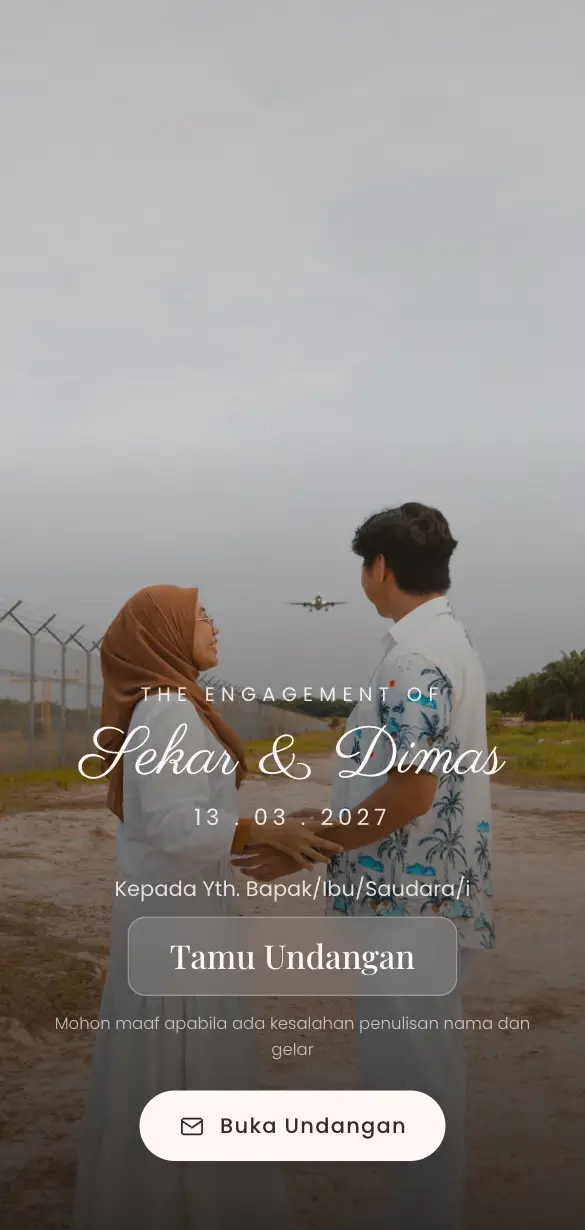 THE ENGAGEMENT OF
Sekar & Dimas
13 . 03 . 2027
Kepada Yth. Bapak/Ibu/Saudara/i
Tamu Undangan
Mohon maaf apabila ada kesalahan penulisan nama dan
gelar
Buka Undangan